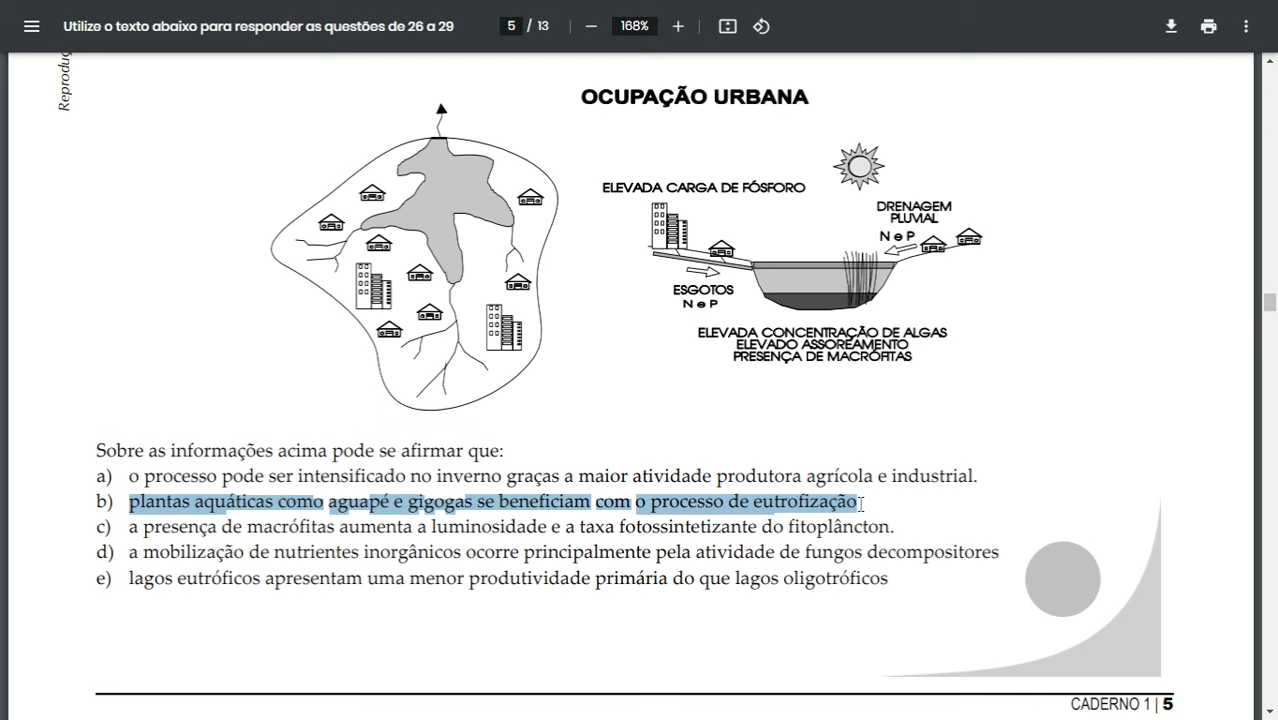 Utilize o texto abaixo para responder as questões de 26 a 29
5 / 13
168%
Reproduç
OCUPAÇÃO URBANA
ELEVADA CARGA DE FÓSFORO
DRENAGEM
PLUVAL
N e P
ESGOTOS
N e P
ELEVADA CONCENTRAÇÃO DE ALGAS
ELEVADO ASSOREAMENTO
PRESENÇA DE MACRÓFITAS
Sobre as informações acima pode se afirmar que:
a) o processo pode ser intensificado no inverno graças a maior atividade produtora agrícola e industrial.
b) plantas aquáticas como aguapé e gigogas se beneficiam com o processo de eutrofização
c) a presença de macrófitas aumenta a luminosidade e a taxa fotossintetizante do fitoplâncton.
d) a mobilização de nutrientes inorgânicos ocorre principalmente pela atividade de fungos decompositores
e) lagos eutróficos apresentam uma menor produtividade primária do que lagos oligotróficos
CADERNO 1 | 5